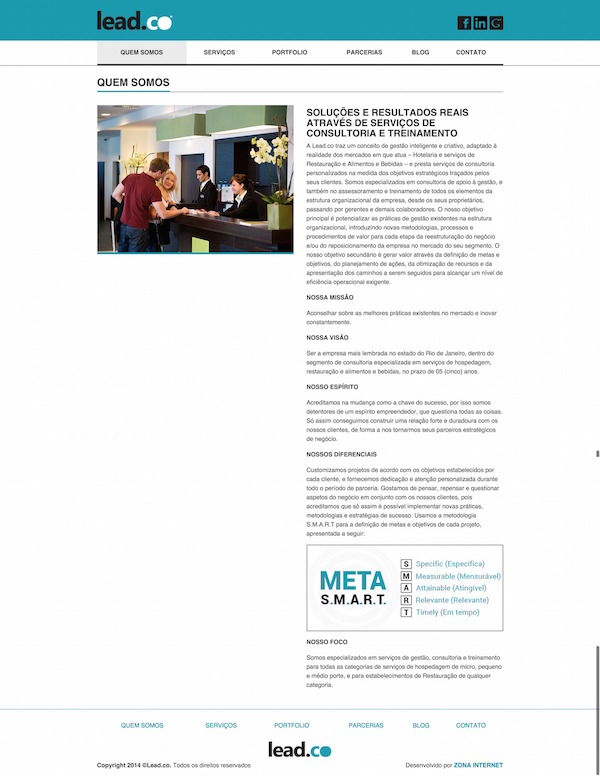 lead.co
QUEM SOMOS
SERVIÇOS
PORTFOLIO
PARCERIAS
BLOG
CONTATO
QUEM SOMOS
SOLUÇÕES E RESULTADOS REAIS
ATRAVÉS DE SERVIÇOS DE
CONSULTORIA E TREINAMENTO
A Lead.co traz um conceito de gestão inteligente e criativo, adaptado à
realidade dos mercados em que atua – Hotelaria e serviços de
Restauração e Alimentos e Bebidas – e presta serviços de consultoria
personalizados na medida dos objetivos estratégicos traçados pelos
seus clientes. Somos especializados em consultoria de apoio à gestão, e
também no assessoramento e treinamento de todos os elementos da
estrutura organizacional da empresa, desde os seus proprietários,
passando por gerentes e demais colaboradores. O nosso objetivo
principal é potencializar as práticas de gestão existentes na estrutura
organizacional, introduzindo novas metodologias, processos e
procedimentos de valor para cada etapa da reestruturação do negócio
e/ou do reposicionamento da empresa no mercado do seu segmento. O
nosso objetivo secundário é gerar valor através da definição de metas e
objetivos, do planejamento de ações, da otimização de recursos e da
apresentação dos caminhos a serem seguidos para alcançar um nível de
eficiência operacional exigente.
NOSSA MISSÃO
Aconselhar sobre as melhores práticas existentes no mercado e inovar
constantemente.
NOSSA VISÃO
Ser a empresa mais lembrada no estado do Rio de Janeiro, dentro do
segmento de consultoria especializada em serviços de hospedagem,
restauração e alimentos e bebidas, no prazo de 05 (cinco) anos.
NOSSO ESPÍRITO
Acreditamos na mudança como a chave do sucesso, por isso somos
detentores de um espírito empreendedor, que questiona todas as coisas.
Só assim conseguimos construir uma relação forte e duradoura com os
nossos clientes, de forma a nos tornarmos seus parceiros estratégicos
de negócio.
NOSSOS DIFERENCIAIS
Customizamos projetos de acordo com os objetivos estabelecidos por
cada cliente, e fornecemos dedicação e atenção personalizada durante
todo o período de parceria. Gostamos de pensar, repensar e questionar
aspetos do negócio em conjunto com os nossos clientes, pois
acreditamos que só assim é possível implementar novas práticas,
metodologias e estratégias de sucesso. Usamos a metodologia
S.M.A.R.T para a definição de metas e objetivos de cada projeto,
apresentada a seguir:
META
S.M.A.R.T.
S Specific (Específica)
M Measurable (Mensurável)
A Attainable (Atingível)
R Relevante (Relevante)
T Timely (Em tempo)
NOSSO FOCO
Somos especializados em serviços de gestão, consultoria e treinamento
para todas as categorias de serviços de hospedagem de micro, pequeno
e médio porte, e para estabelecimentos de Restauração de qualquer
categoria.
QUEM SOMOS
SERVIÇOS
PORTFOLIO
PARCERIAS
BLOG
CONTATO
lead.co
Copyright 2014 ©Lead.co. Todos os direitos reservados
Desenvolvido por ZONA INTERNET